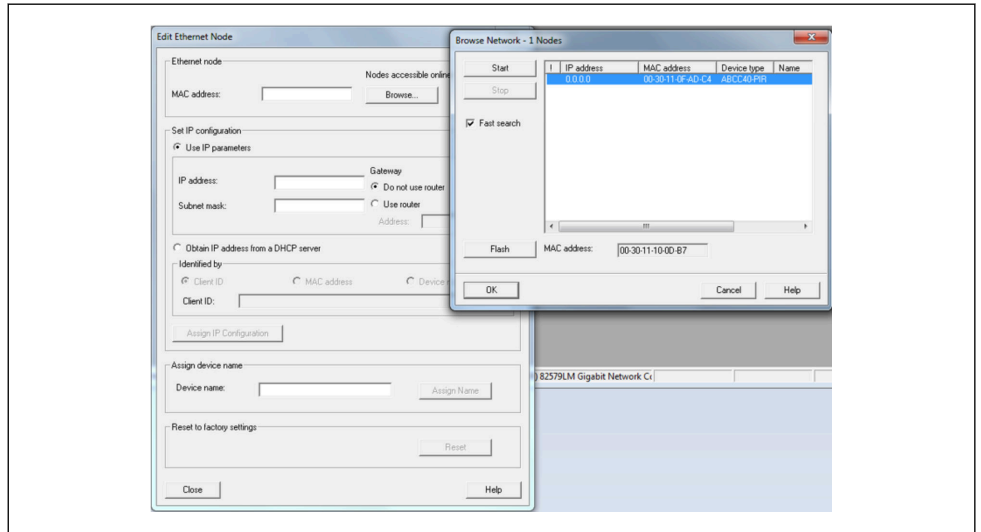 Edit Ethernet Node
Ethernet node
Nodes accessible online
MAC address:
Browse...
Set IP configuration
Use IP parameters
Gateway
IP address:
Do not use router
Subnet mask:
Use router
Address:
Obtain IP address from a DHCP server
Identified by
Client ID
MAC address
Device
Client ID:
Assign IP Configuration
Assign device name
Device name:
Assign Name
Reset to factory settings
Reset
Close
Help
Browse Network - 1 Nodes
Start
! IP address MAC address Device type Name
0.0.0.0 00-30-11-0F-AD-C4 ABCC40-PIR
Stop
Fast search
Flash
MAC address: 00-30-11-10-0D-B7
OK
Cancel
Help
) 82579LM Gigabit Network Cr